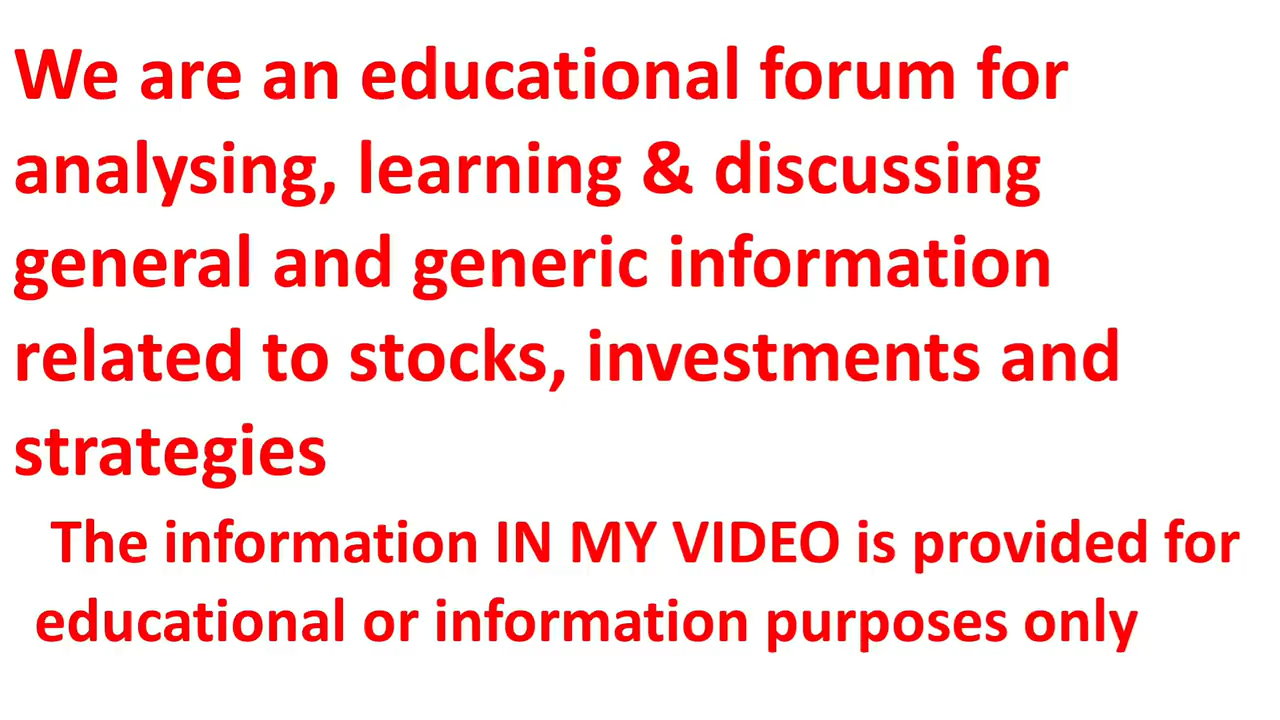 We are an educational forum for
analysing, learning & discussing
general and generic information
related to stocks, investments and
strategies
The information IN MY VIDEO is provided for
educational or information purposes only